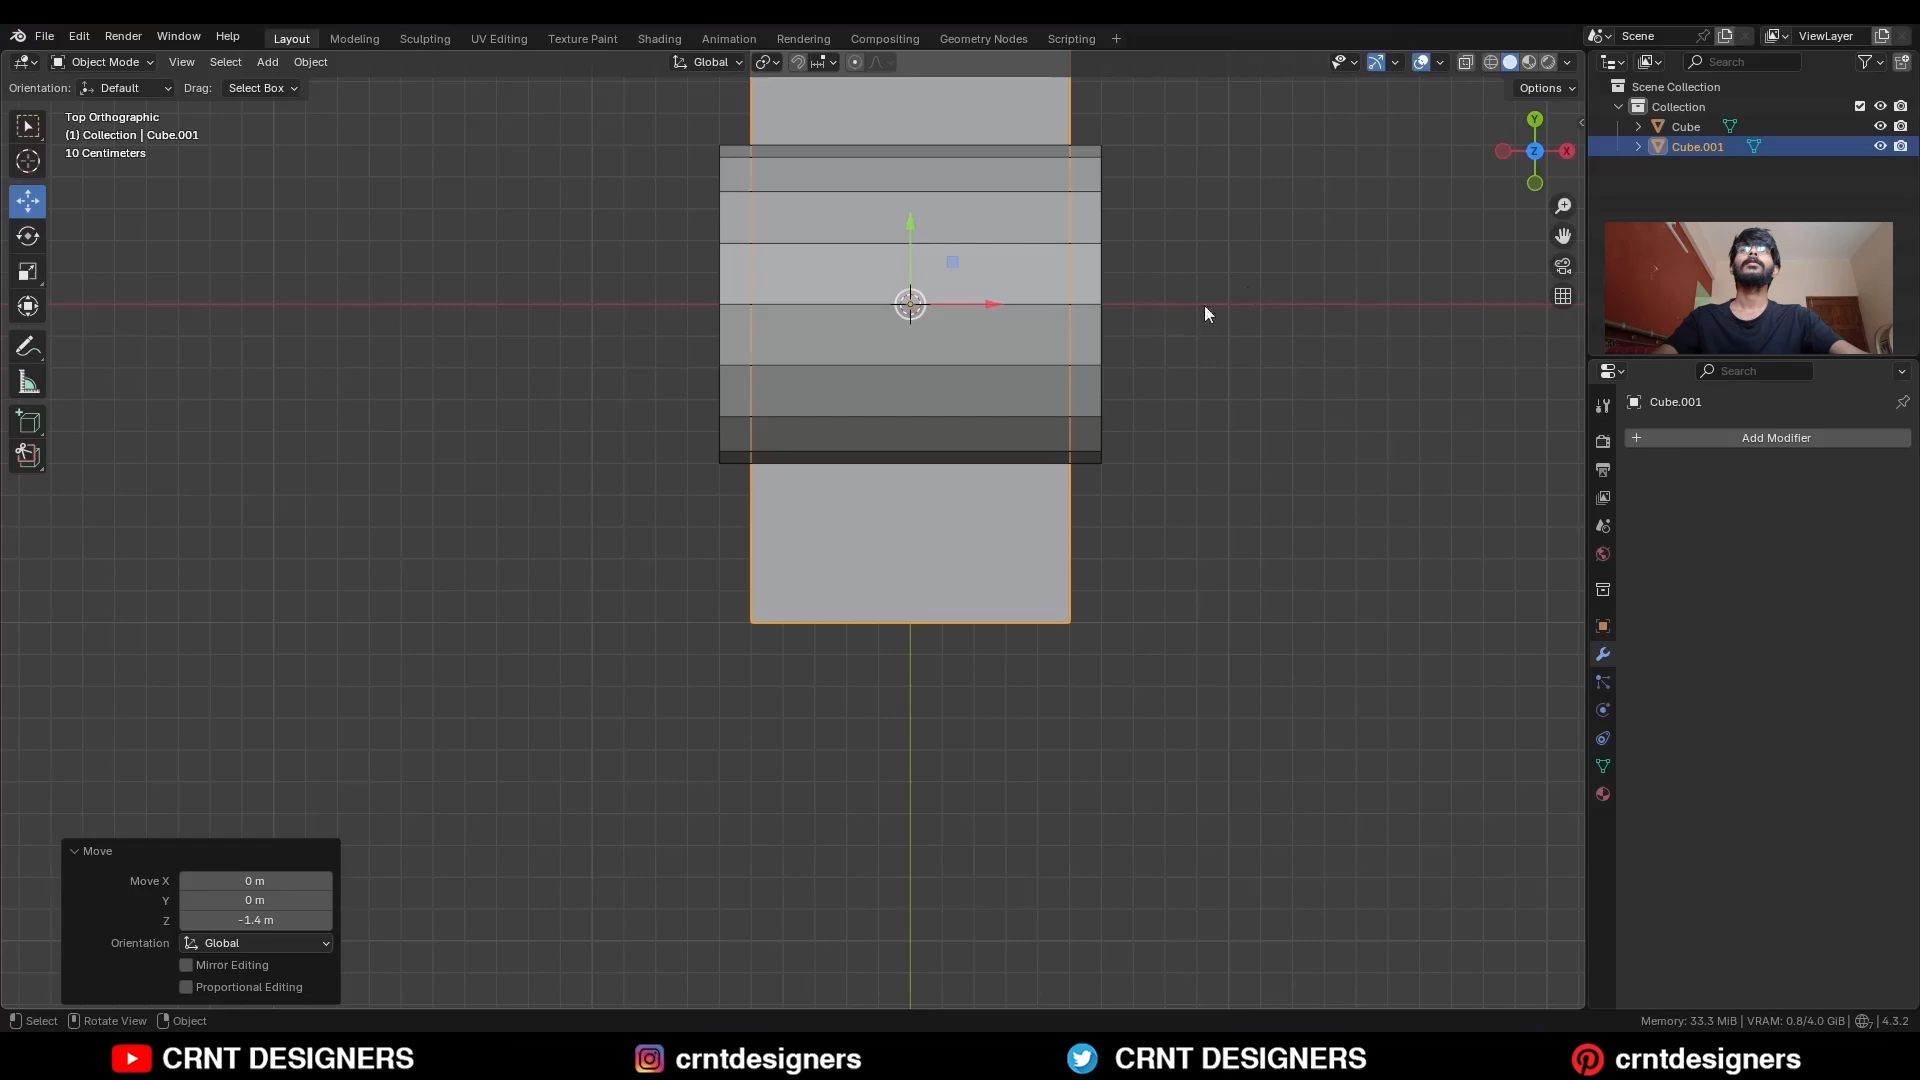 File Edit Render Window Help Layout Modeling Sculpting UV Editing Texture Paint Shading Animation Rendering Compositing Geometry Nodes Scripting + Scene ViewLayer
Object Mode View Select Add Object Global Search
Orientation: Default Drag: Select Box Options Scene Collection
Top Orthographic
(1) Collection | Cube.001
10 Centimeters
Y
X
Z
Collection
Cube
Cube.001
Search
Cube.001
+ Add Modifier
Move
Move X 0 m
Y 0 m
Z -1.4 m
Orientation Global
Mirror Editing
Proportional Editing
Select Rotate View Object Memory: 33.3 MiB | VRAM: 0.8/4.0 GiB | 7 | 4.3.2
CRNT DESIGNERS crntdesigners CRNT DESIGNERS crntdesigners